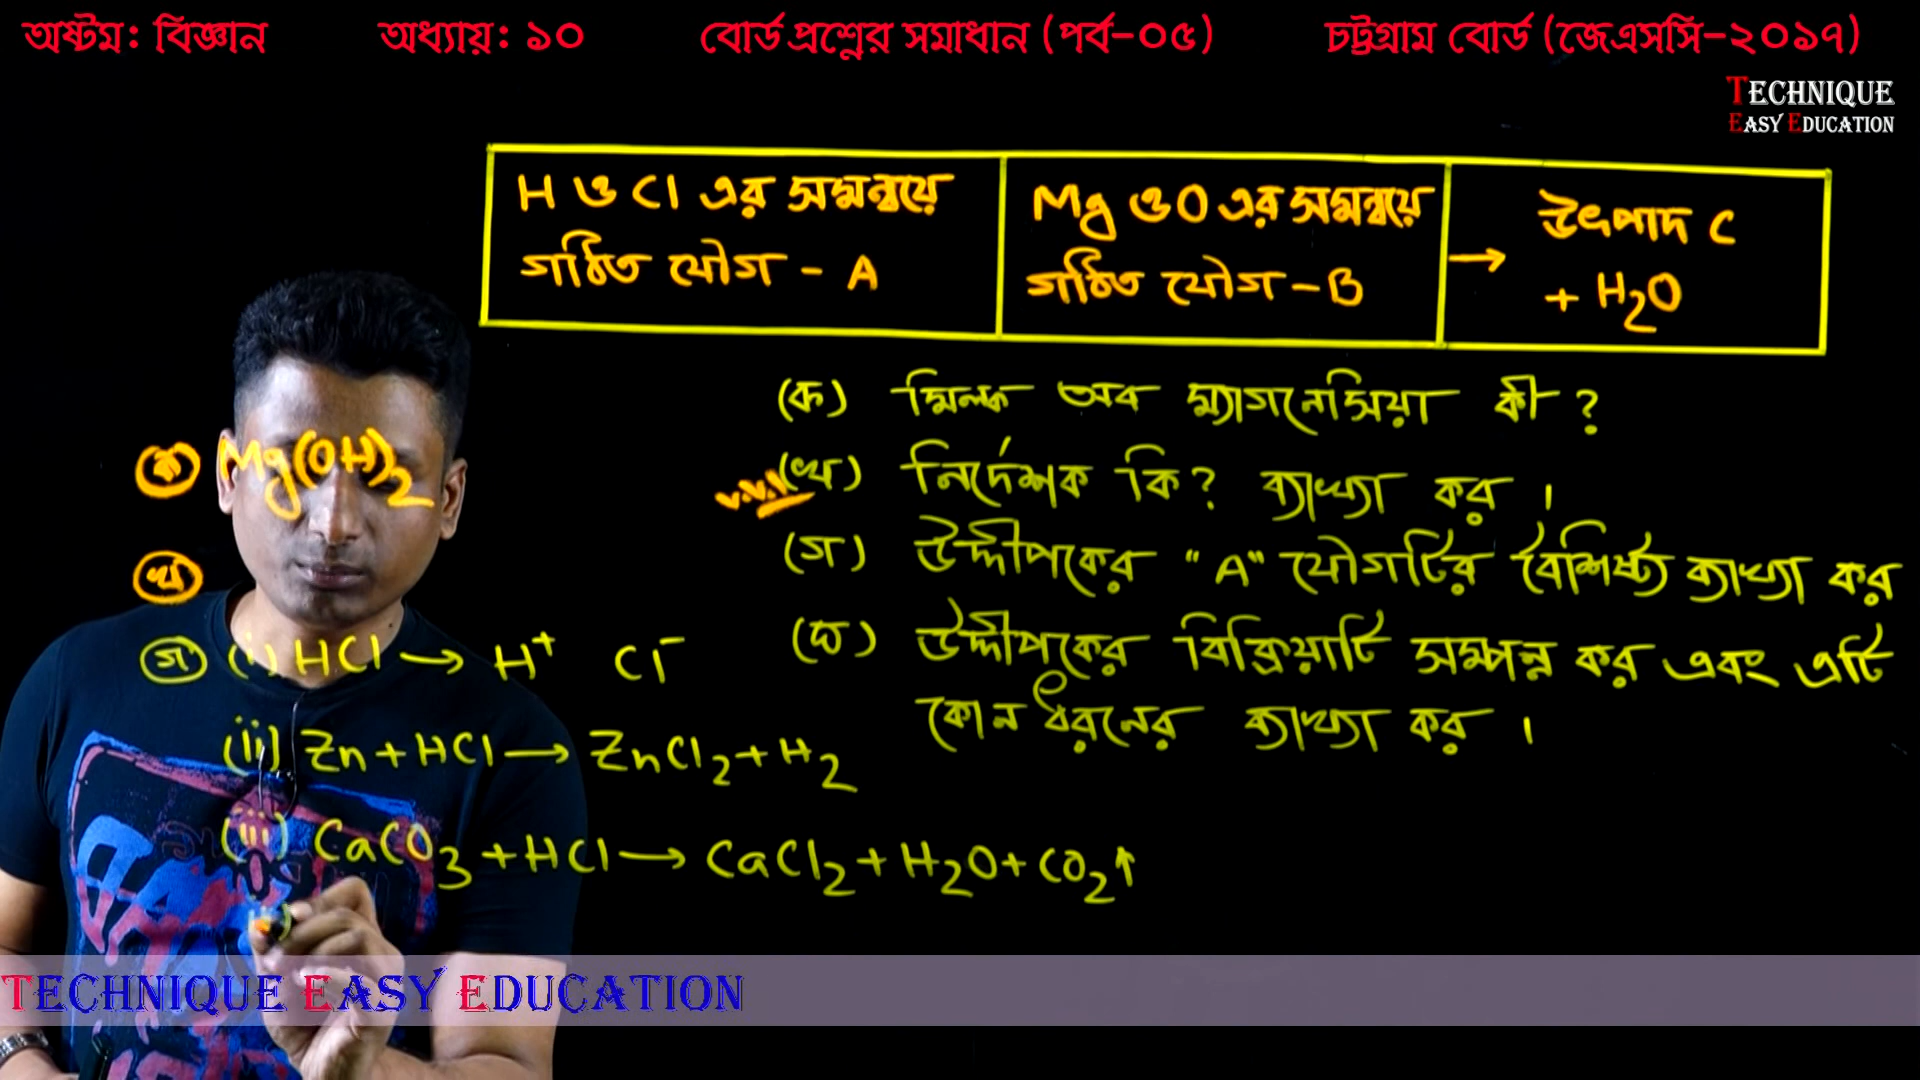 অষ্টম: বিজ্ঞান অধ্যায়: ১০ বোর্ড প্রশ্নের সমাধান (পর্ব-০৫) চট্টগ্রাম বোর্ড (জেএসসি-২০১৭)
TECHNIQUE
EASY EDUCATION
H ও Cl এর সমন্বয়ে
গঠিত যৌগ - A
Mg ও O এর সমন্বয়ে
গঠিত যৌগ - B
→ উৎপাদ C
+ H₂O
(ক) মিল্ক অব ম্যাগনেসিয়া কী?
v.v.I (খ) নির্দেশক কি? ব্যাখ্যা কর।
(গ) উদ্দীপকের "A" যৌগটির বৈশিষ্ট্য ব্যাখ্যা কর
(ঘ) উদ্দীপকের বিক্রিয়াটি সম্পন্ন কর এবং এটি
কোন ধরনের ব্যাখ্যা কর।
ক Mg(OH)₂
খ
গ (i) HCl → H⁺ Cl⁻
(ii) Zn + HCl → ZnCl₂ + H₂
(iii) CaCO₃ + HCl → CaCl₂ + H₂O + CO₂↑
TECHNIQUE EASY EDUCATION